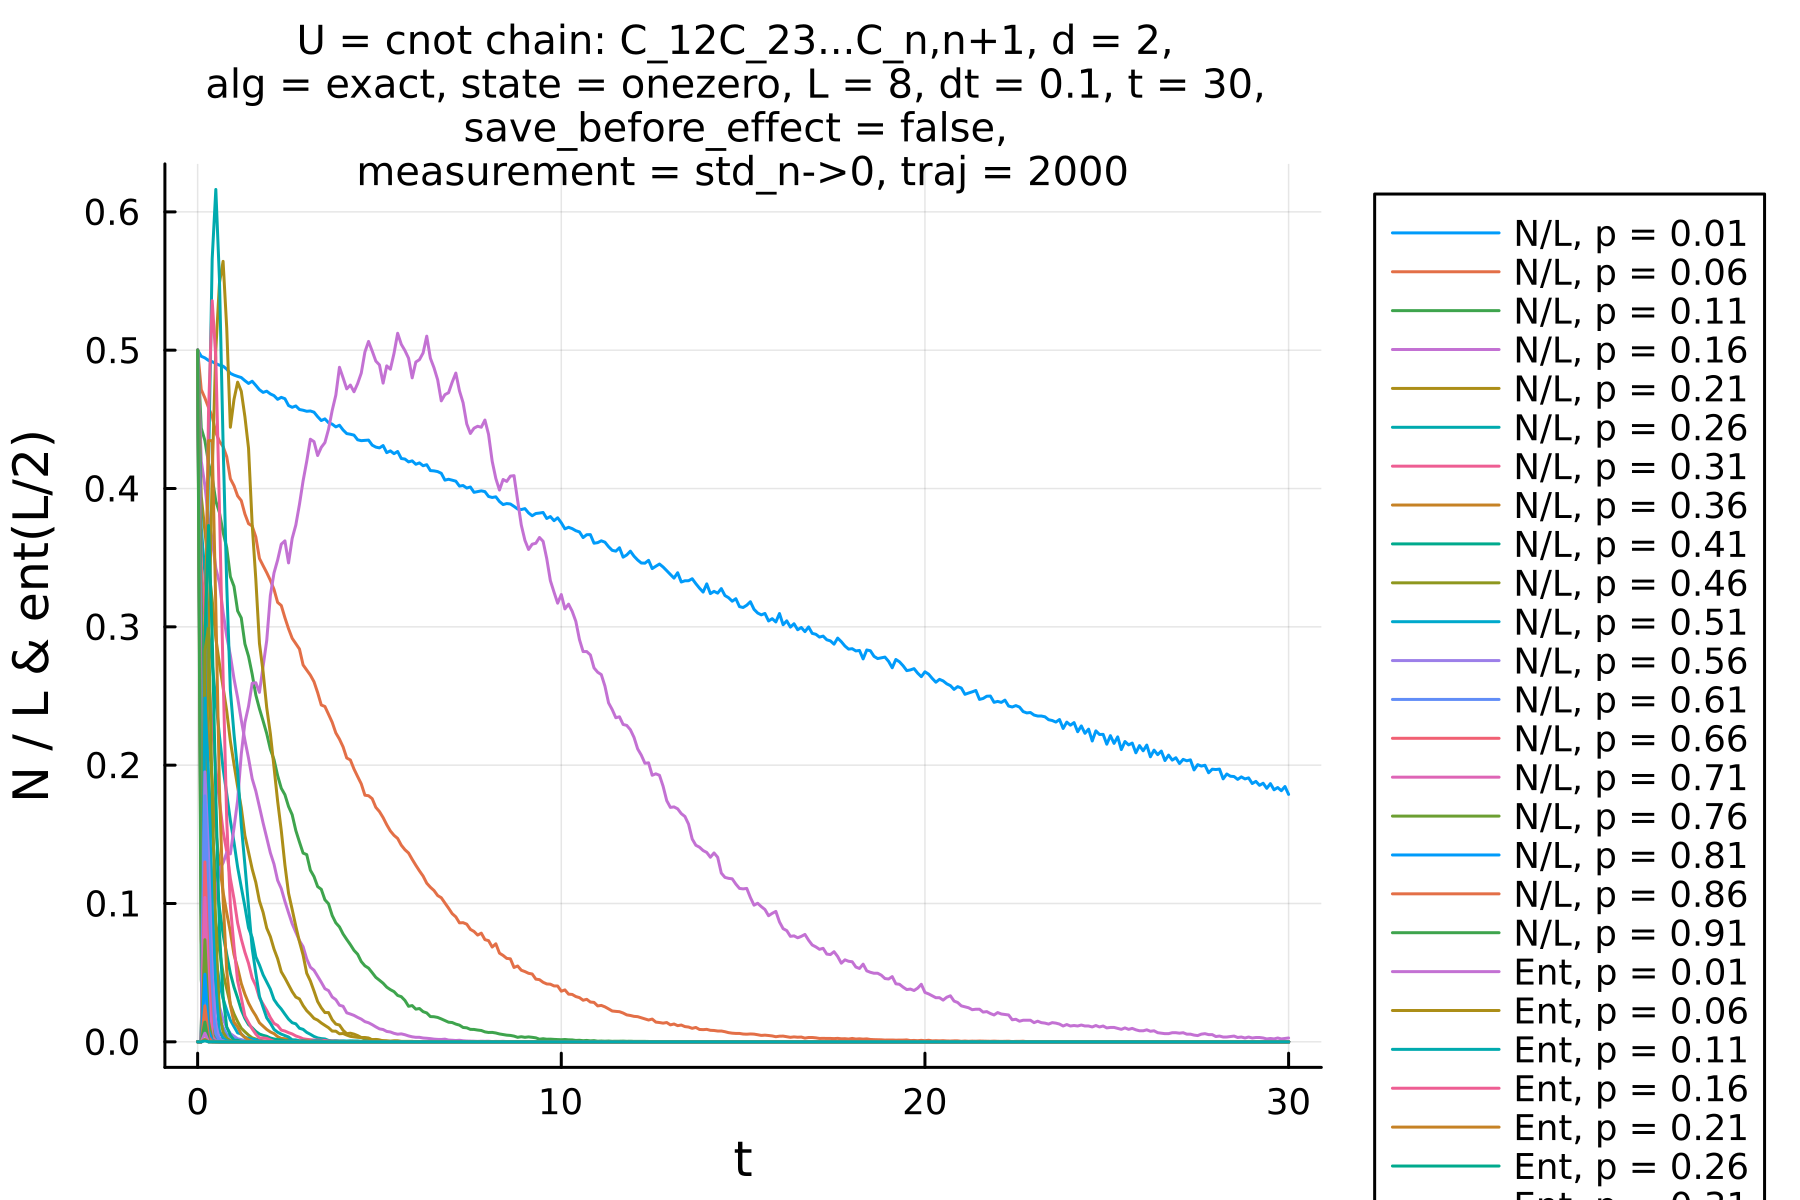 U = cnot chain: C_12C_23...C_n,n+1, d = 2,
alg = exact, state = onezero, L = 8, dt = 0.1, t = 30,
save_before_effect = false,
measurement = std_n->0, traj = 2000
N / L & ent(L/2)
0.6
0.5
0.4
0.3
0.2
0.1
0.0
0
10
20
30
t
N/L, p = 0.01
N/L, p = 0.06
N/L, p = 0.11
N/L, p = 0.16
N/L, p = 0.21
N/L, p = 0.26
N/L, p = 0.31
N/L, p = 0.36
N/L, p = 0.41
N/L, p = 0.46
N/L, p = 0.51
N/L, p = 0.56
N/L, p = 0.61
N/L, p = 0.66
N/L, p = 0.71
N/L, p = 0.76
N/L, p = 0.81
N/L, p = 0.86
N/L, p = 0.91
Ent, p = 0.01
Ent, p = 0.06
Ent, p = 0.11
Ent, p = 0.16
Ent, p = 0.21
Ent, p = 0.26